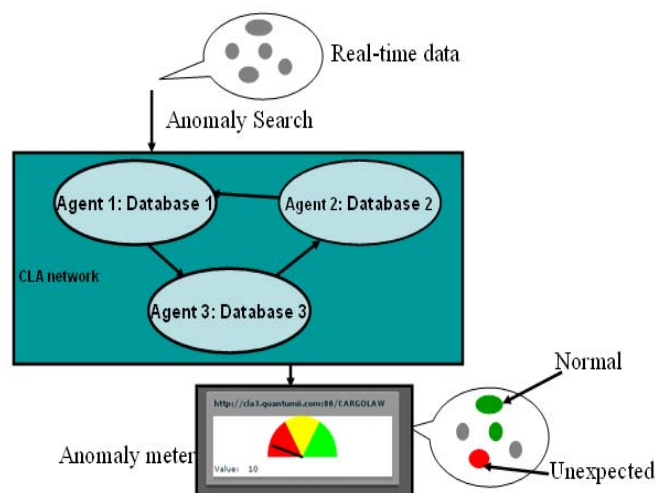 Real-time data
Anomaly Search
Agent 1: Database 1
Agent 2: Database 2
CLA network
Agent 3: Database 3
Normal
http://cla3.quantumii.com:80/CARGOLAW
Anomaly meter
Value: 10
Unexpected